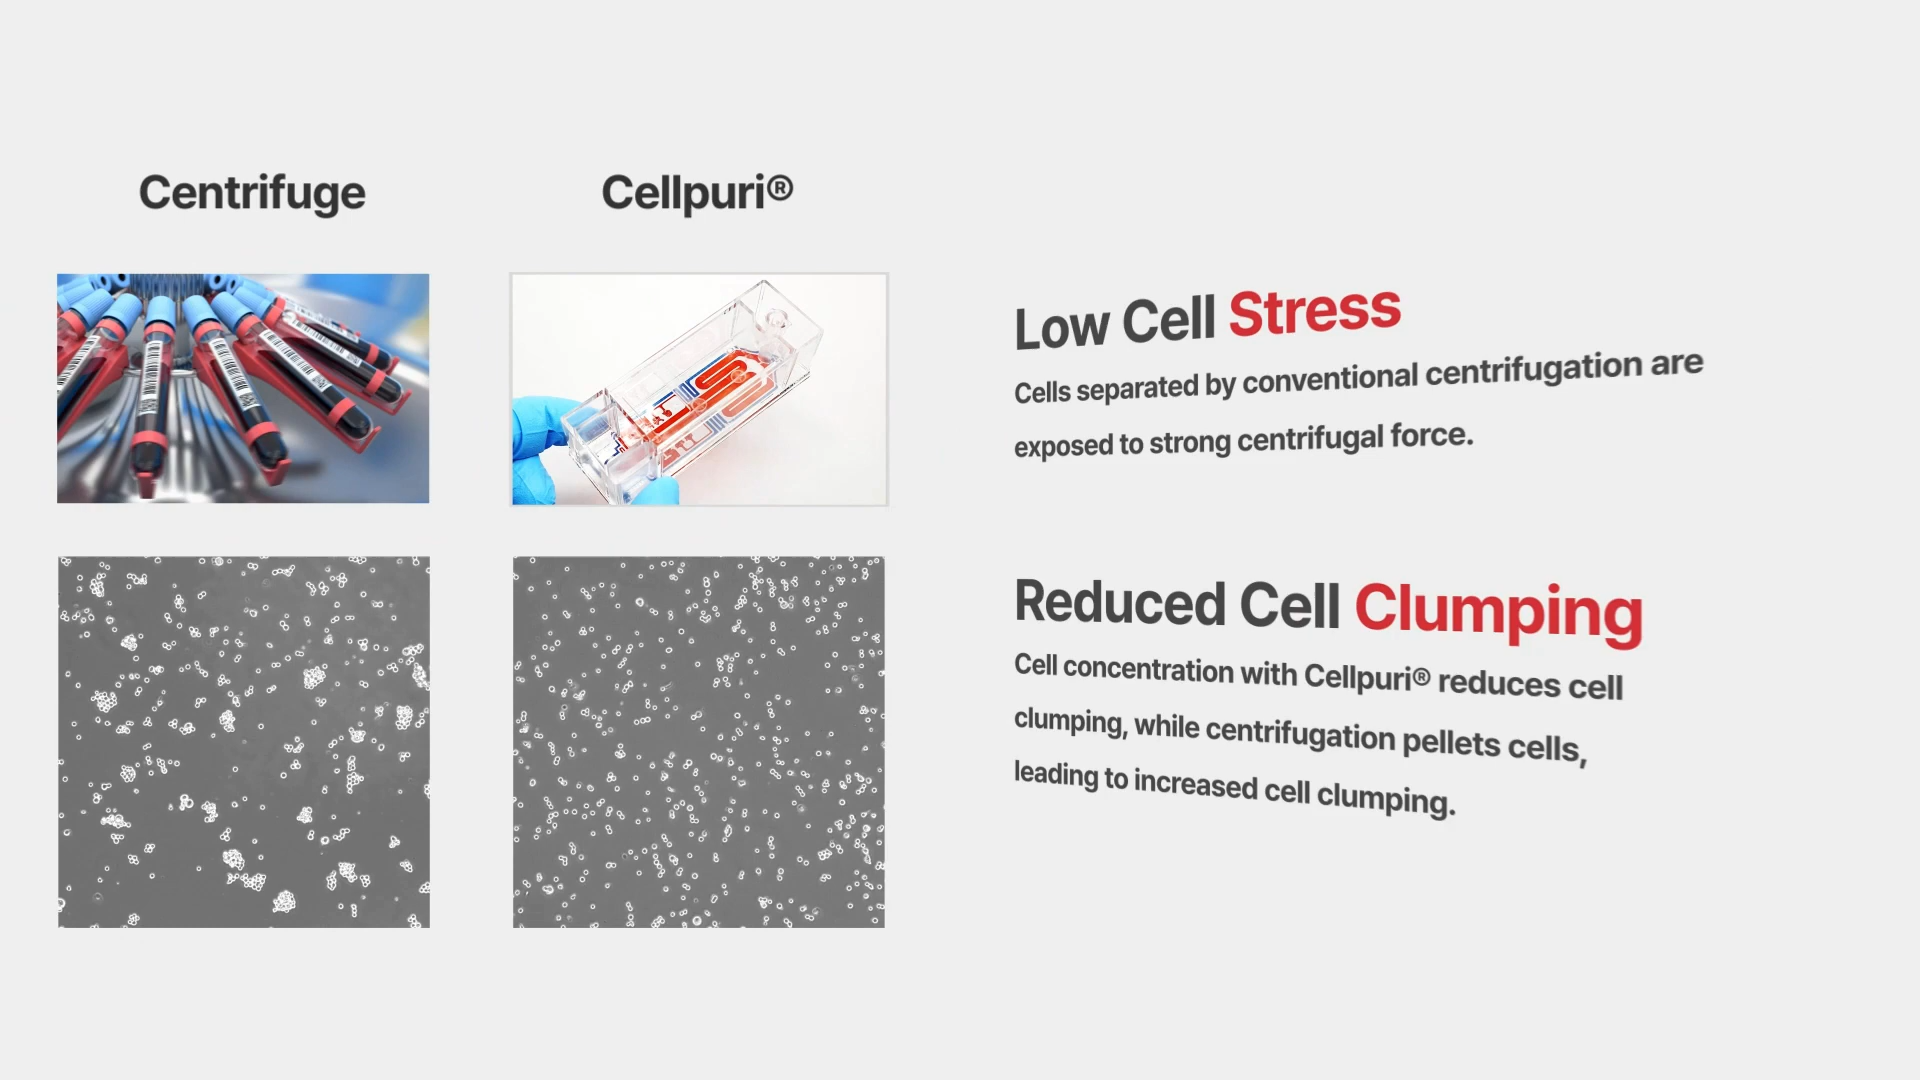 Centrifuge
Cellpuri®
Low Cell Stress
Cells separated by conventional centrifugation are
exposed to strong centrifugal force.
Reduced Cell Clumping
Cell concentration with Cellpuri® reduces cell
clumping, while centrifugation pellets cells,
leading to increased cell clumping.